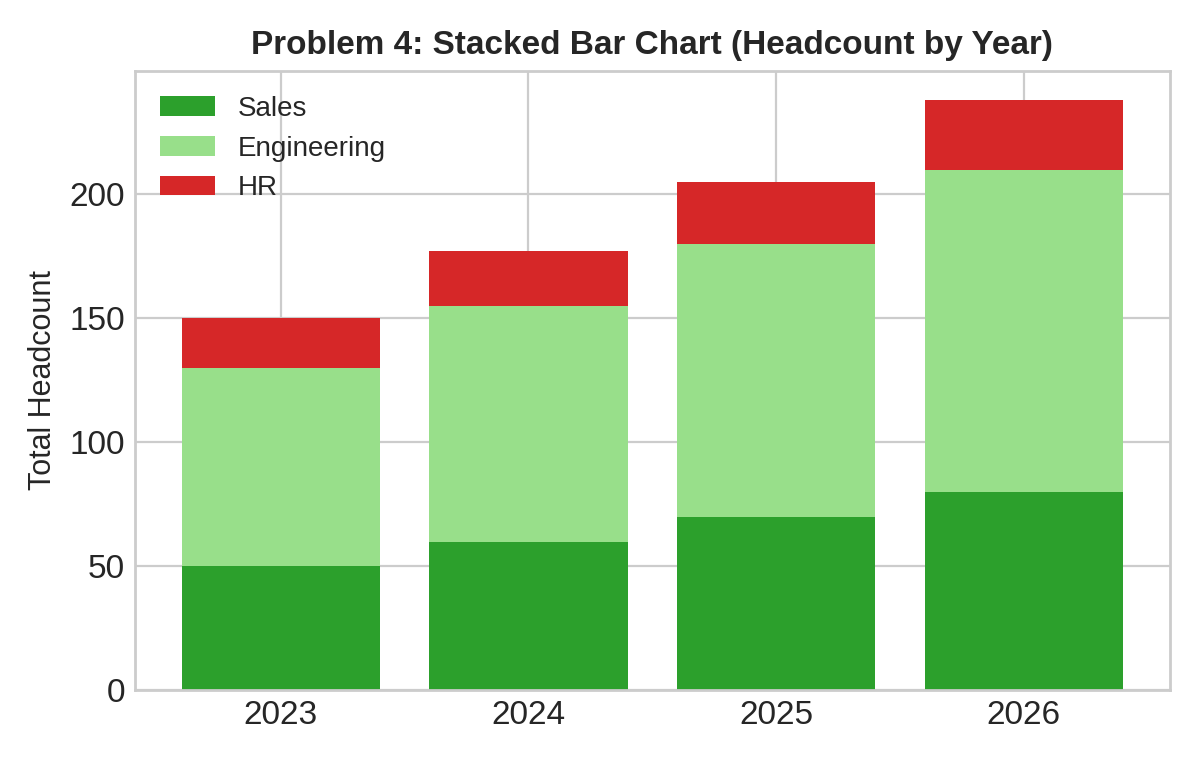 Problem 4: Stacked Bar Chart (Headcount by Year)
Sales
Engineering
HR
Total Headcount
200
150
100
50
0
2023 2024 2025 2026